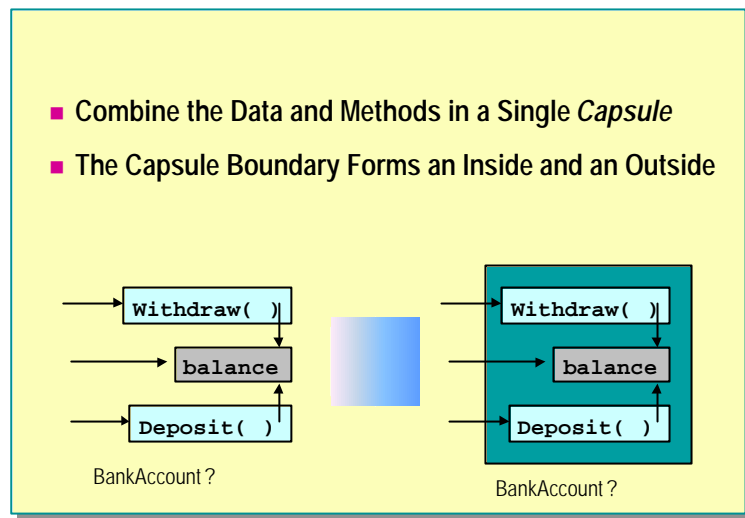 Combine the Data and Methods in a Single Capsule
The Capsule Boundary Forms an Inside and an Outside
Withdraw( )
balance
Deposit( )
BankAccount ?
Withdraw( )
balance
Deposit( )
BankAccount ?